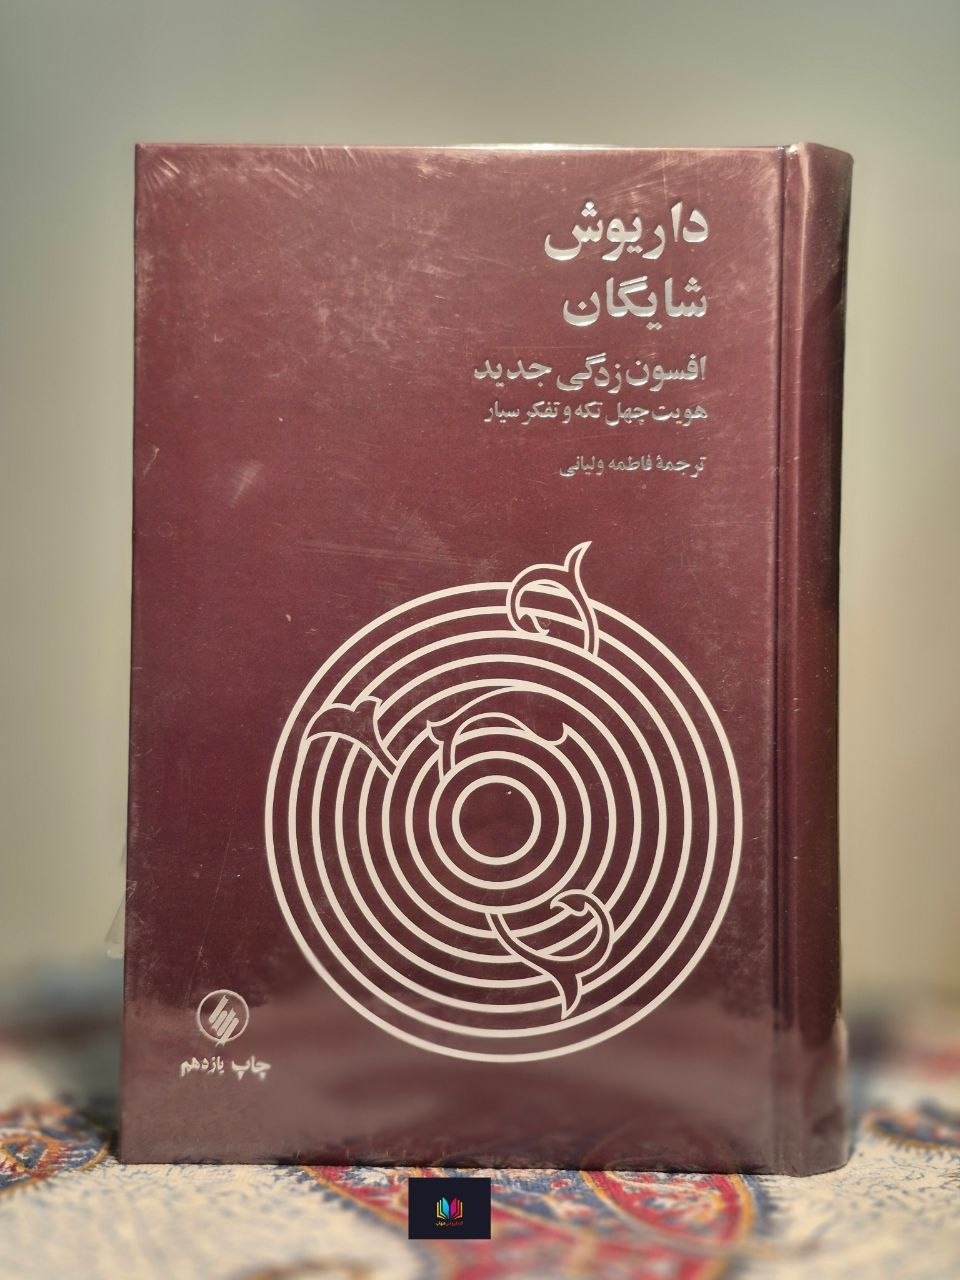 داریوش
شایگان
افسون‌زدگی جدید
هویت چهل تکه و تفکر سیار
ترجمهٔ فاطمه ولیانی
چاپ یازدهم